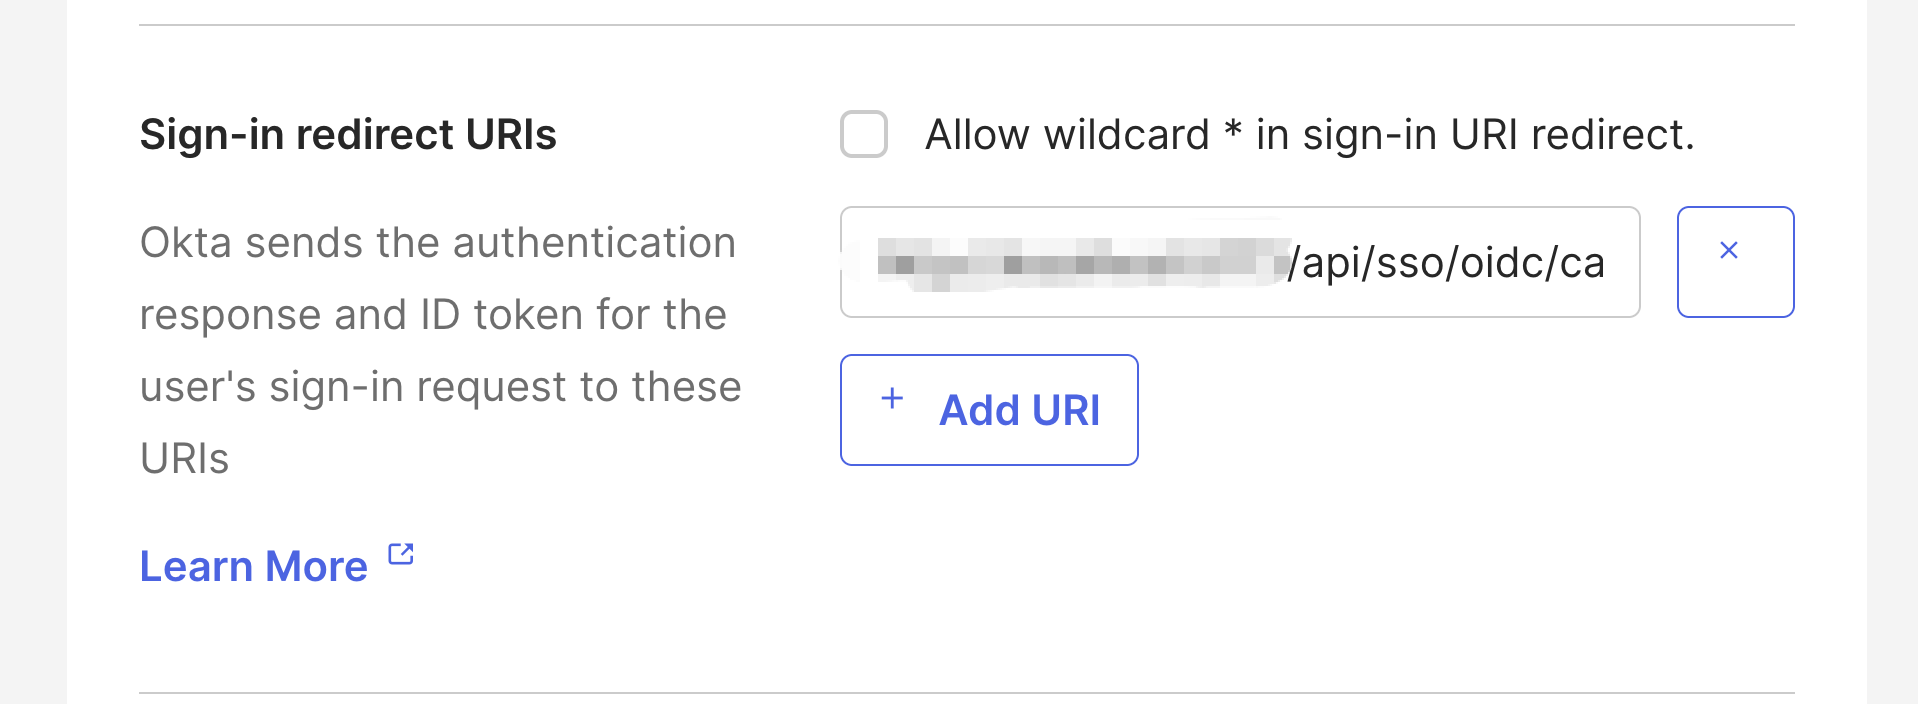 Sign-in redirect URIs
Allow wildcard * in sign-in URI redirect.
Okta sends the authentication
response and ID token for the
user's sign-in request to these
URIs
/api/sso/oidc/ca
Add URI
Learn More